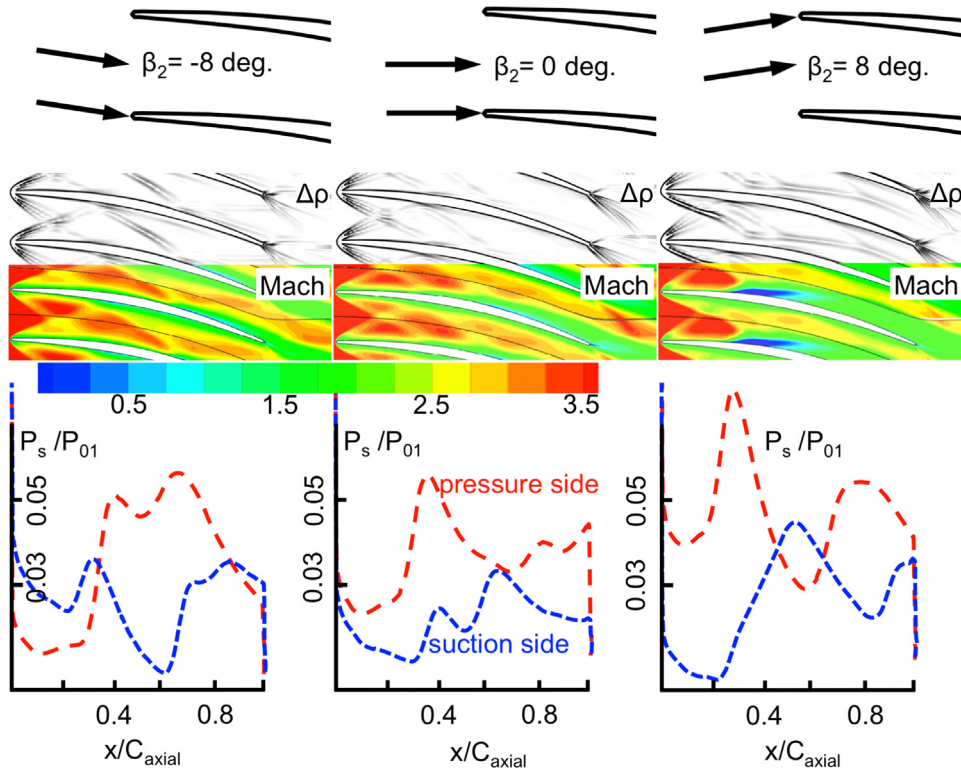 β₂= -8 deg.
β₂= 0 deg.
β₂= 8 deg.
Δρ
Δρ
Δρ
Mach
Mach
Mach
0.5
1.5
2.5
3.5
Pₛ /P₀₁
0.05
0.03
0.4
0.8
x/Cₐₓᵢₐₗ
Pₛ /P₀₁
0.05
0.03
pressure side
suction side
0.4
0.8
x/Cₐₓᵢₐₗ
Pₛ /P₀₁
0.05
0.03
0.4
0.8
x/Cₐₓᵢₐₗ